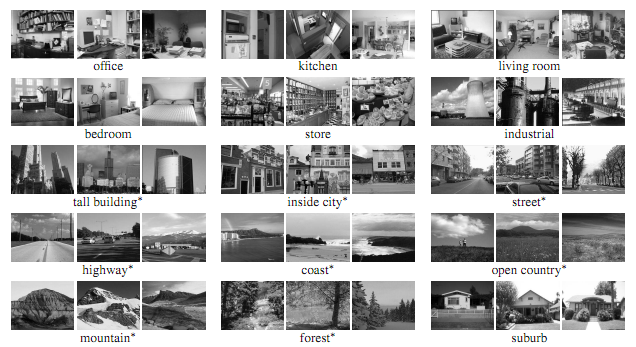 office
kitchen
living room
bedroom
store
industrial
tall building*
inside city*
street*
highway*
coast*
open country*
mountain*
forest*
suburb